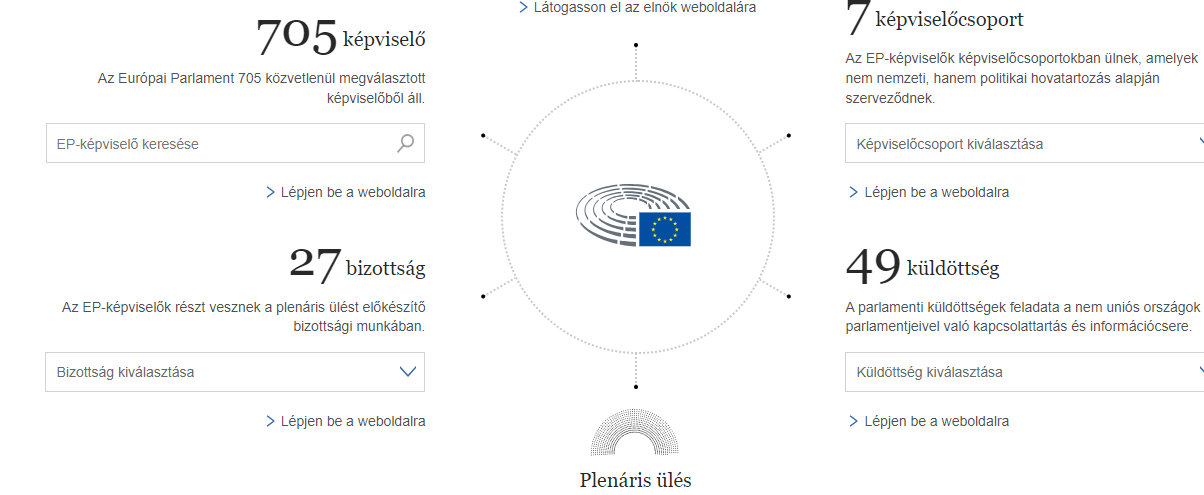 Látogasson el az elnök weboldalára
705 képviselő
Az Európai Parlament 705 közvetlenül megválasztott
képviselőből áll.
EP-képviselő keresése
Lépjen be a weboldalra
7 képviselőcsoport
Az EP-képviselők képviselőcsoportokban ülnek, amelyek
nem nemzeti, hanem politikai hovatartozás alapján
szerveződnek.
Képviselőcsoport kiválasztása
Lépjen be a weboldalra
27 bizottság
Az EP-képviselők részt vesznek a plenáris ülést előkészítő
bizottsági munkában.
Bizottság kiválasztása
Lépjen be a weboldalra
49 küldöttség
A parlamenti küldöttségek feladata a nem uniós országok
parlamentjeivel való kapcsolattartás és információcsere.
Küldöttség kiválasztása
Lépjen be a weboldalra
Plenáris ülés